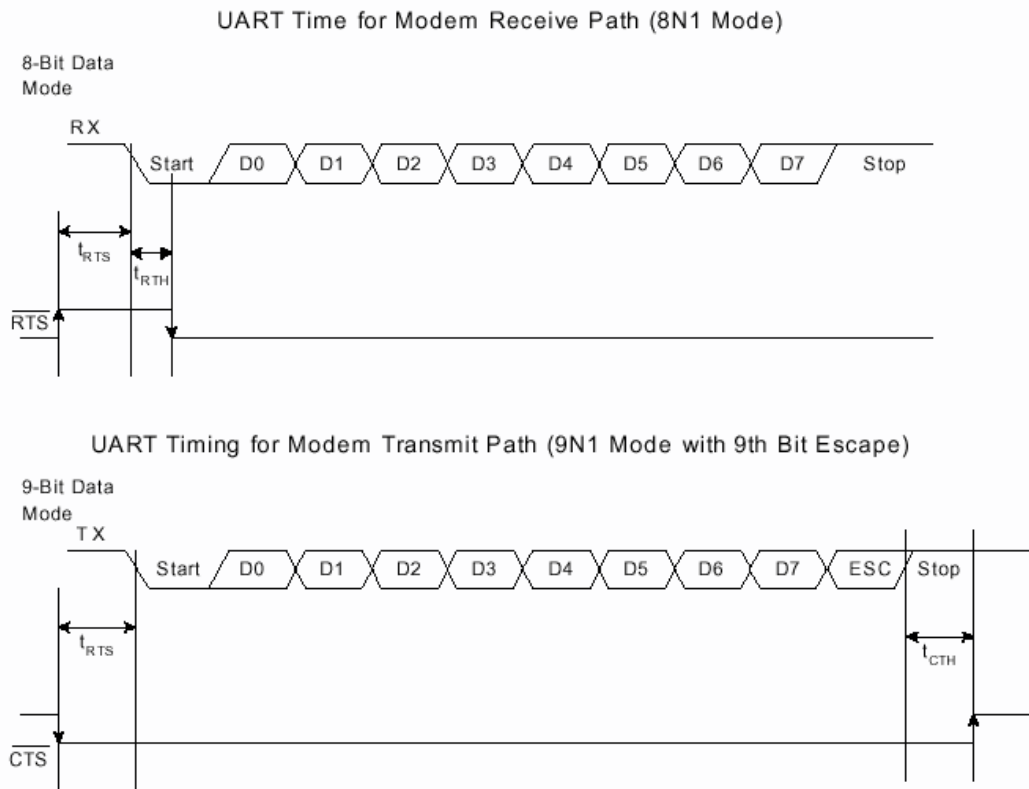 UART Time for Modem Receive Path (8N1 Mode)
8-Bit Data
Mode
RX
Start D0 D1 D2 D3 D4 D5 D6 D7 Stop
tRTS
tRTH
RTS
UART Timing for Modem Transmit Path (9N1 Mode with 9th Bit Escape)
9-Bit Data
Mode
TX
Start D0 D1 D2 D3 D4 D5 D6 D7 ESC Stop
tRTS
tCTH
CTS